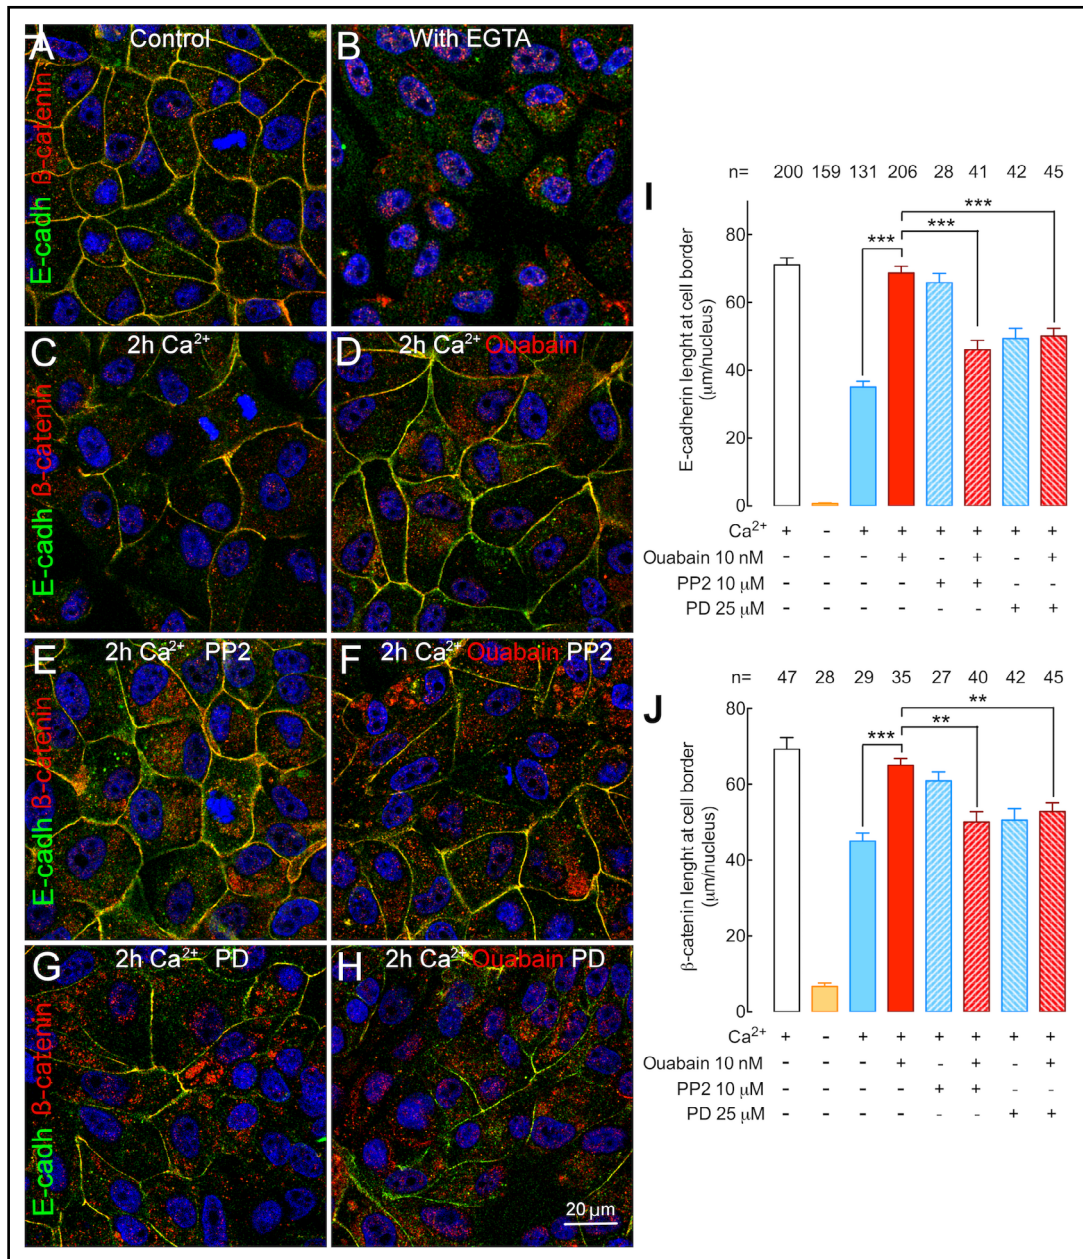 A Control
B With EGTA
E-cadh ß-catenin
C 2h Ca²⁺
D 2h Ca²⁺ Ouabain
E-cadh ß-catenin
E 2h Ca²⁺ PP2
F 2h Ca²⁺ Ouabain PP2
E-cadh ß-catenin
G 2h Ca²⁺ PD
H 2h Ca²⁺ Ouabain PD
E-cadh ß-catenin
20 µm
I
n= 200 159 131 206 28 41 42 45
E-cadherin lenght at cell border
(µm/nucleus)
80
60
40
20
0
***
***
***
Ca²⁺ + - + + + + + +
Ouabain 10 nM - - - + - + - +
PP2 10 µM - - - - + + - -
PD 25 µM - - - - - - + +
J
n= 47 28 29 35 27 40 42 45
β-catenin lenght at cell border
(µm/nucleus)
80
60
40
20
0
**
**
***
Ca²⁺ + - + + + + + +
Ouabain 10 nM - - - + - + - +
PP2 10 µM - - - - + + - -
PD 25 µM - - - - - - + +